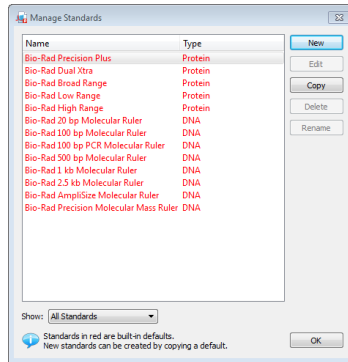 Manage Standards
Name Type
Bio-Rad Precision Plus Protein
Bio-Rad Dual Xtra Protein
Bio-Rad Broad Range Protein
Bio-Rad Low Range Protein
Bio-Rad High Range Protein
Bio-Rad 20 bp Molecular Ruler DNA
Bio-Rad 100 bp Molecular Ruler DNA
Bio-Rad 100 bp PCR Molecular Ruler DNA
Bio-Rad 500 bp Molecular Ruler DNA
Bio-Rad 1 kb Molecular Ruler DNA
Bio-Rad 2.5 kb Molecular Ruler DNA
Bio-Rad AmpliSize Molecular Ruler DNA
Bio-Rad Precision Molecular Mass Ruler DNA
New
Edit
Copy
Delete
Rename
Show: All Standards
Standards in red are built-in defaults.
New standards can be created by copying a default.
OK